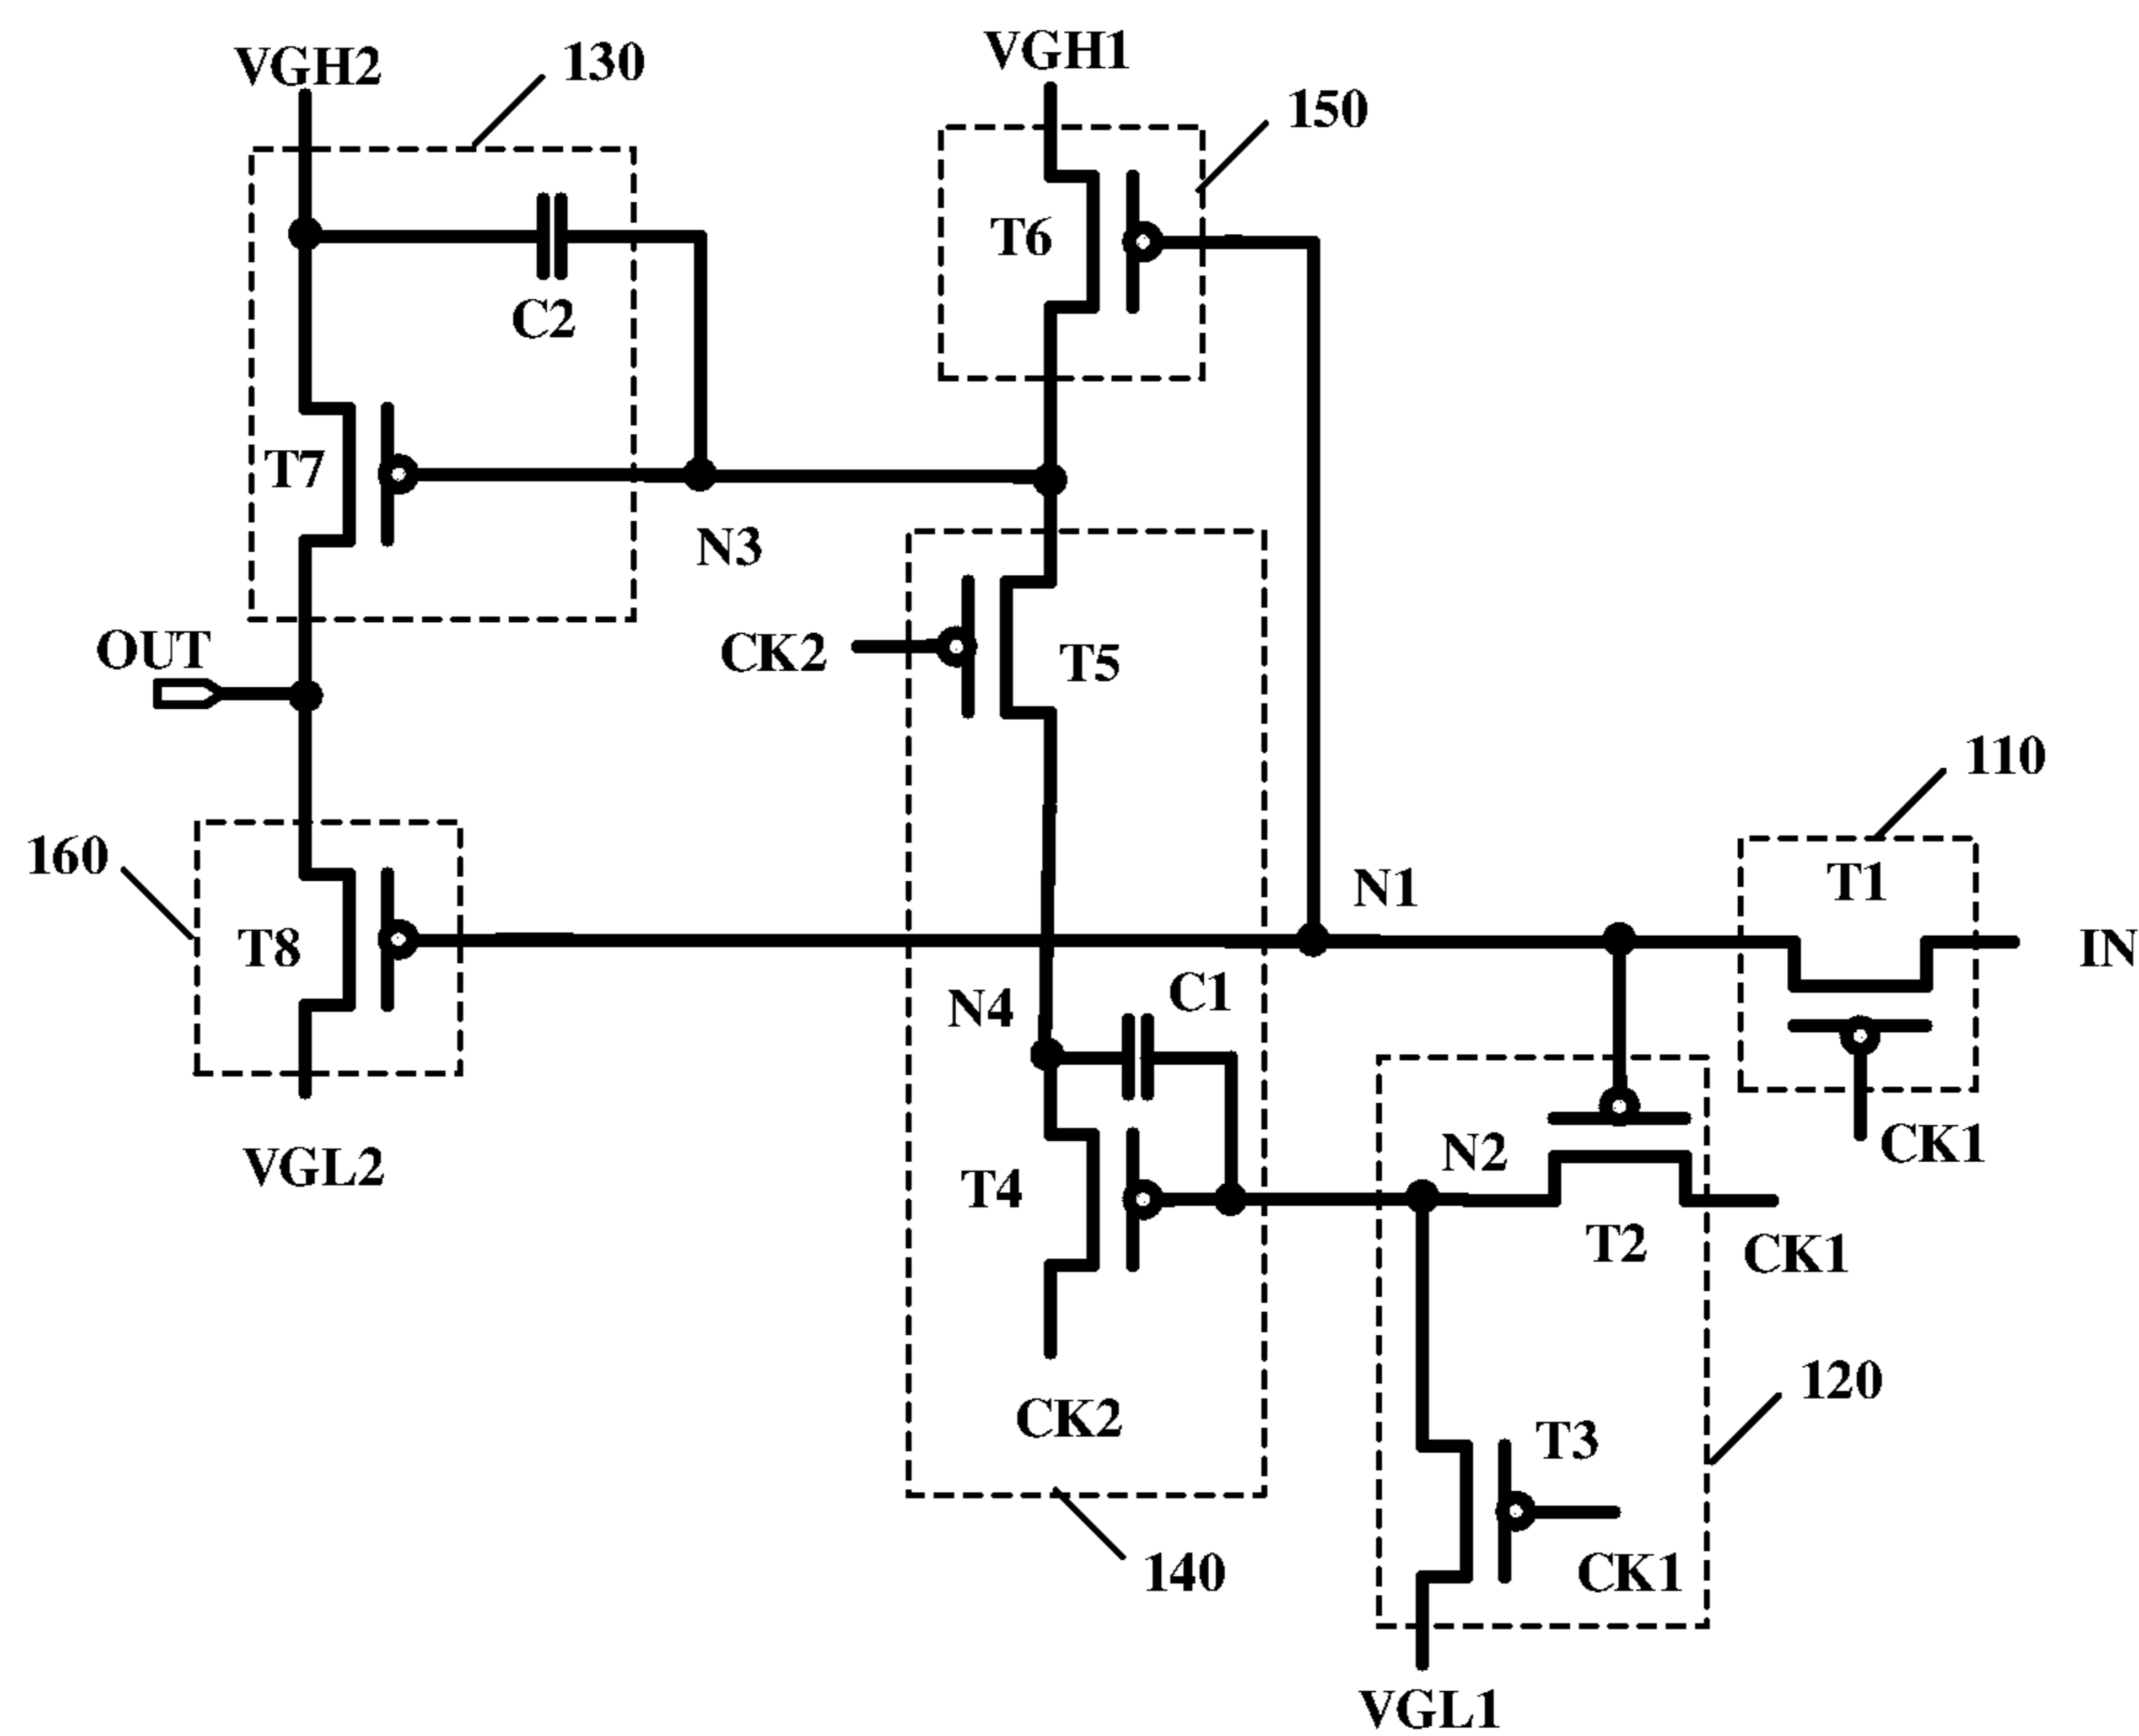 VGH2
130
VGH1
150
T6
C2
T7
N3
CK2
T5
OUT
110
T1
160
T8
N1
IN
N4
C1
CK1
N2
T4
T2
CK1
CK2
120
T3
CK1
140
VGL2
VGL1